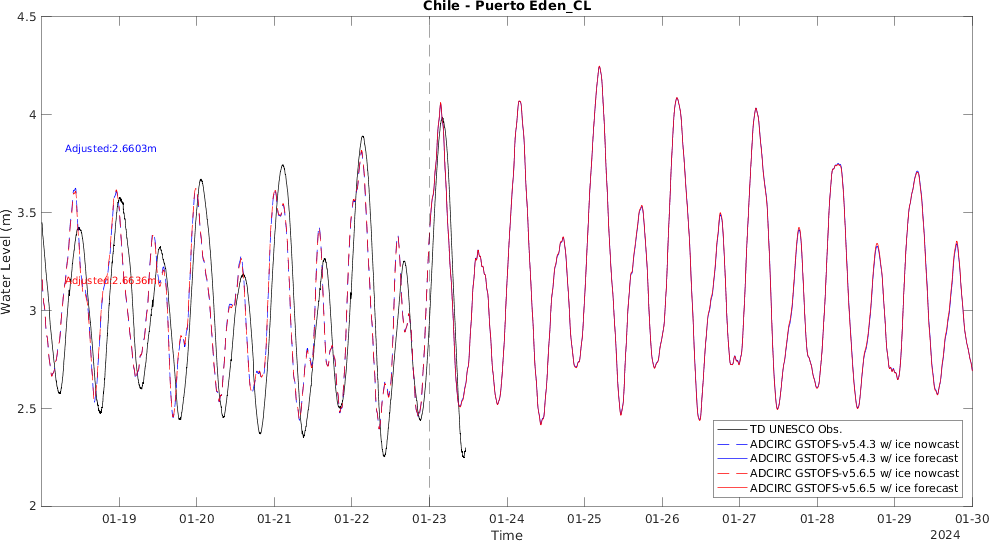 Chile - Puerto Eden_CL
4.5
4
3.5
3
2.5
2
Water Level (m)
Adjusted:2.6603m
Adjusted:2.6636m
TD UNESCO Obs.
ADCIRC GSTOFS-v5.4.3 w/ ice nowcast
ADCIRC GSTOFS-v5.4.3 w/ ice forecast
ADCIRC GSTOFS-v5.6.5 w/ ice nowcast
ADCIRC GSTOFS-v5.6.5 w/ ice forecast
01-19 01-20 01-21 01-22 01-23 01-24 01-25 01-26 01-27 01-28 01-29 01-30
Time
2024